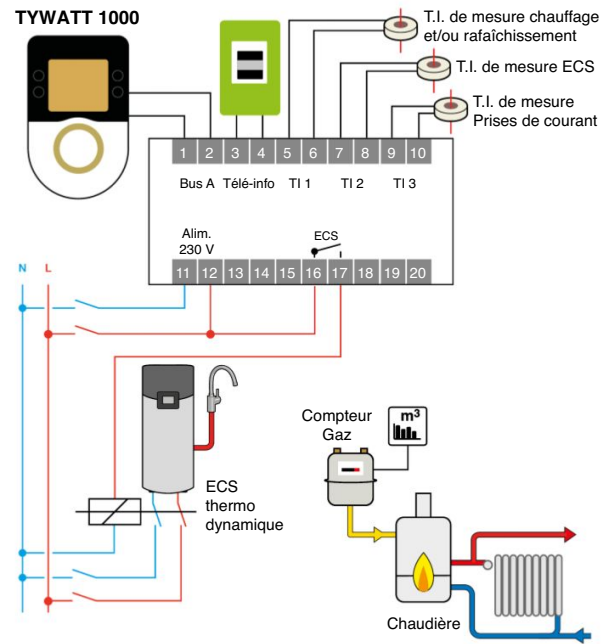 TYWATT 1000
T.I. de mesure chauffage
et/ou rafaîchissement
T.I. de mesure ECS
T.I. de mesure
Prises de courant
1 2 3 4 5 6 7 8 9 10
Bus A Télé-info TI 1 TI 2 TI 3
Alim.
230 V
ECS
11 12 13 14 15 16 17 18 19 20
N L
Compteur
Gaz
m³
ECS
thermo
dynamique
Chaudière